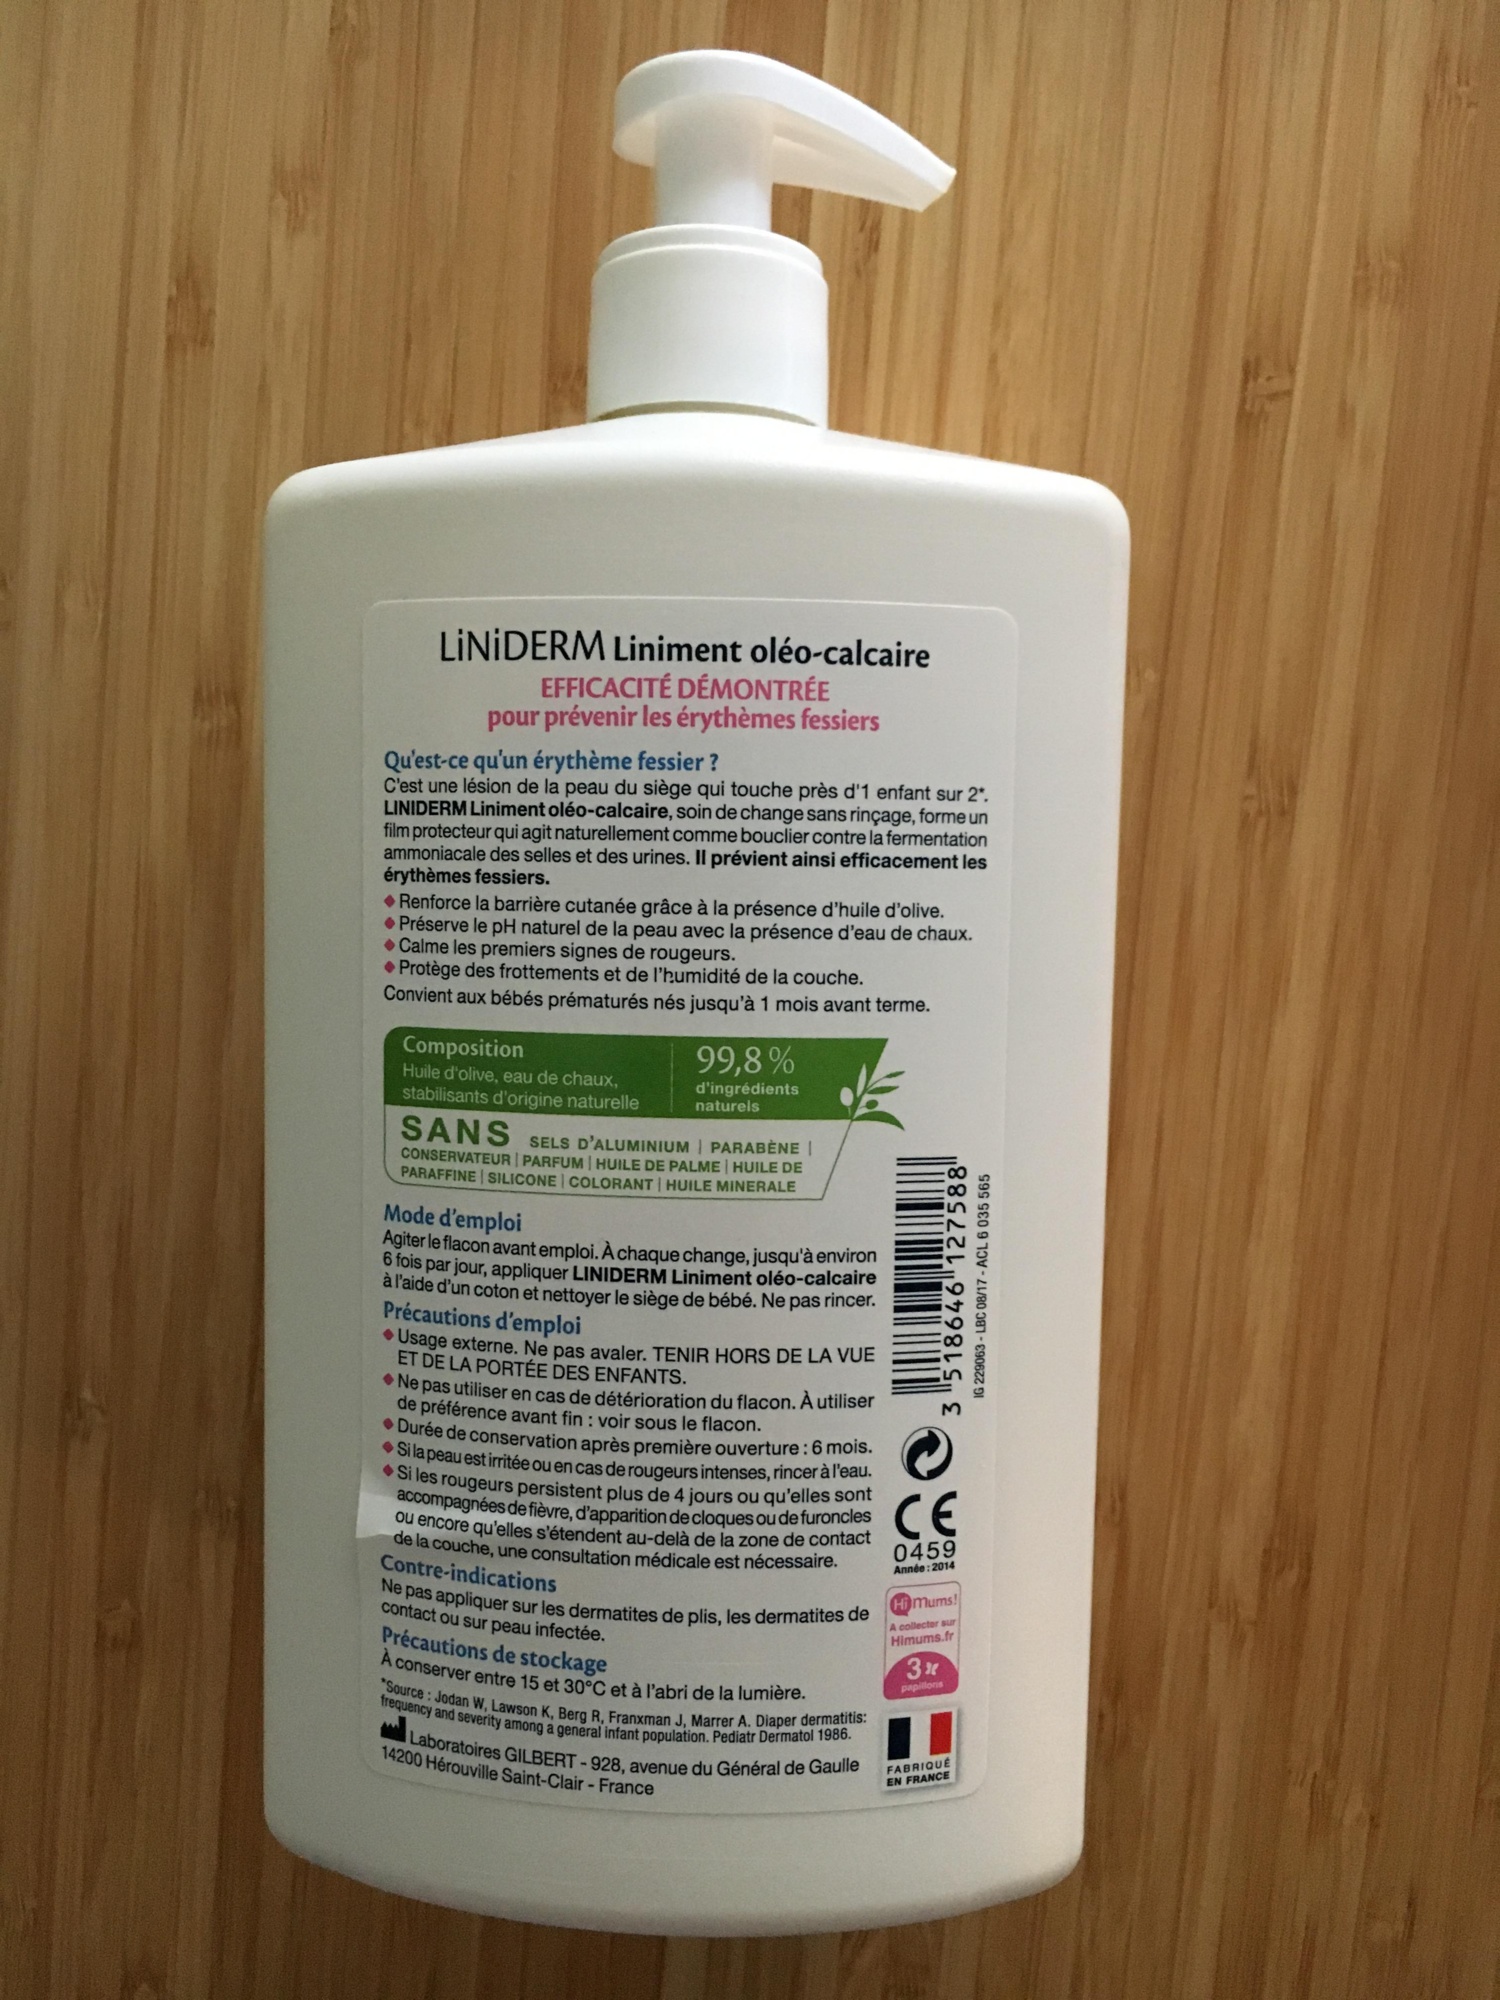 LiNiDERM Liniment oléo-calcaire
EFFICACITÉ DÉMONTRÉE
pour prévenir les érythèmes fessiers
Qu'est-ce qu'un érythème fessier ?
C'est une lésion de la peau du siège qui touche près d'1 enfant sur 2*.
LINIDERM Liniment oléo-calcaire, soin de change sans rinçage, forme un
film protecteur qui agit naturellement comme bouclier contre la fermentation
ammoniacale des selles et des urines. Il prévient ainsi efficacement les
érythèmes fessiers.
Renforce la barrière cutanée grâce à la présence d'huile d'olive.
Préserve le pH naturel de la peau avec la présence d'eau de chaux.
Calme les premiers signes de rougeurs.
Protège des frottements et de l'humidité de la couche.
Convient aux bébés prématurés nés jusqu'à 1 mois avant terme.
Composition
Huile d'olive, eau de chaux,
stabilisants d'origine naturelle
99,8 %
d'ingrédients
naturels
SANS SELS D'ALUMINIUM | PARABÈNE |
CONSERVATEUR | PARFUM | HUILE DE PALME | HUILE DE
PARAFFINE | SILICONE | COLORANT | HUILE MINERALE
Mode d'emploi
Agiter le flacon avant emploi. À chaque change, jusqu'à environ
6 fois par jour, appliquer LINIDERM Liniment oléo-calcaire
à l'aide d'un coton et nettoyer le siège de bébé. Ne pas rincer.
Précautions d'emploi
Usage externe. Ne pas avaler. TENIR HORS DE LA VUE
ET DE LA PORTÉE DES ENFANTS.
Ne pas utiliser en cas de détérioration du flacon. À utiliser
de préférence avant fin : voir sous le flacon.
Durée de conservation après première ouverture : 6 mois.
Si la peau est irritée ou en cas de rougeurs intenses, rincer à l'eau.
Si les rougeurs persistent plus de 4 jours ou qu'elles sont
accompagnées de fièvre, d'apparition de cloques ou de furoncles
ou encore qu'elles s'étendent au-delà de la zone de contact
de la couche, une consultation médicale est nécessaire.
Contre-indications
Ne pas appliquer sur les dermatites de plis, les dermatites de
contact ou sur peau infectée.
Précautions de stockage
À conserver entre 15 et 30°C et à l'abri de la lumière.
*Source : Jodan W, Lawson K, Berg R, Franxman J, Marrer A. Diaper dermatitis:
frequency and severity among a general infant population. Pediatr Dermatol 1986.
Laboratoires GILBERT - 928, avenue du Général de Gaulle
14200 Hérouville Saint-Clair - France
3 518646 127588
IG 229063 - LBC 08/17 - ACL 6 035 565
CE
0459
Année : 2014
Hi mums!
A collecter sur
Himums.fr
3x
papillons
FABRIQUÉ
EN FRANCE